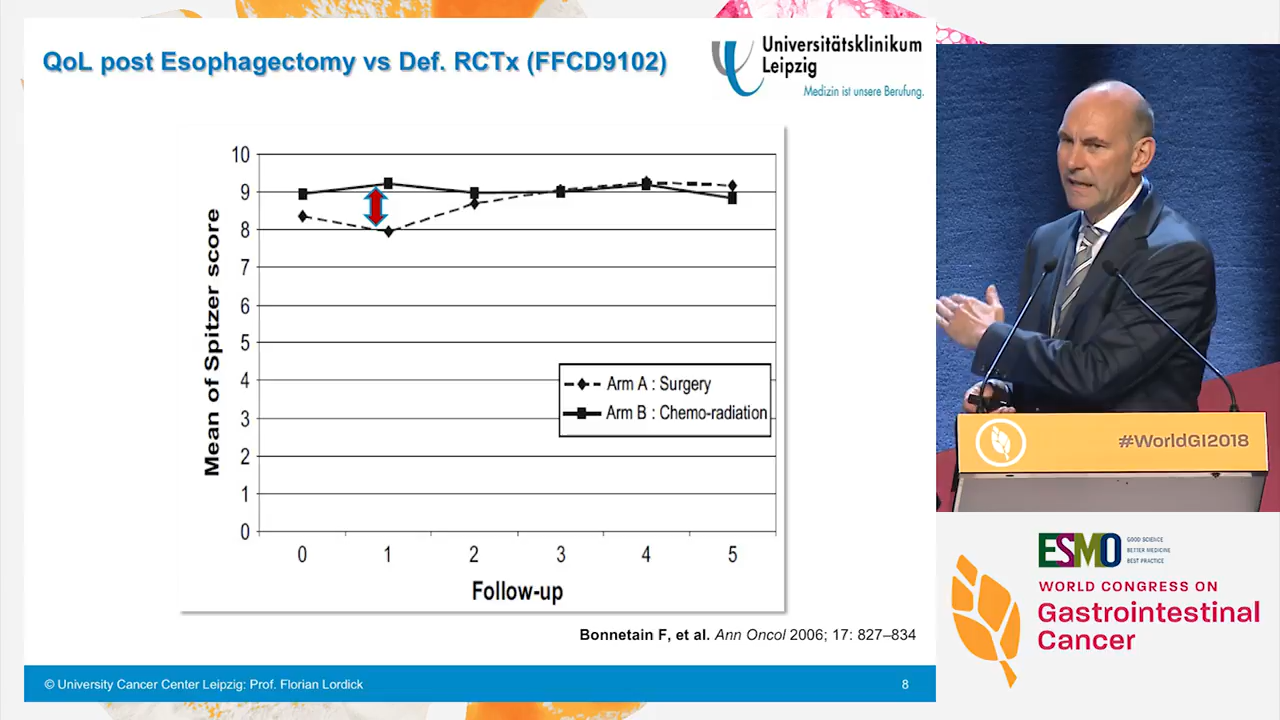 QoL post Esophagectomy vs Def. RCTx (FFCD9102)
Universitätsklinikum
Leipzig
Medizin ist unsere Berufung.
10
9
8
7
6
5
4
3
2
1
0
Mean of Spitzer score
Arm A : Surgery
Arm B : Chemo-radiation
0 1 2 3 4 5
Follow-up
Bonnetain F, et al. Ann Oncol 2006; 17: 827–834
© University Cancer Center Leipzig: Prof. Florian Lordick
8
#WorldGI2018
ESMO
GOOD SCIENCE
BETTER MEDICINE
BEST PRACTICE
WORLD CONGRESS ON
Gastrointestinal
Cancer